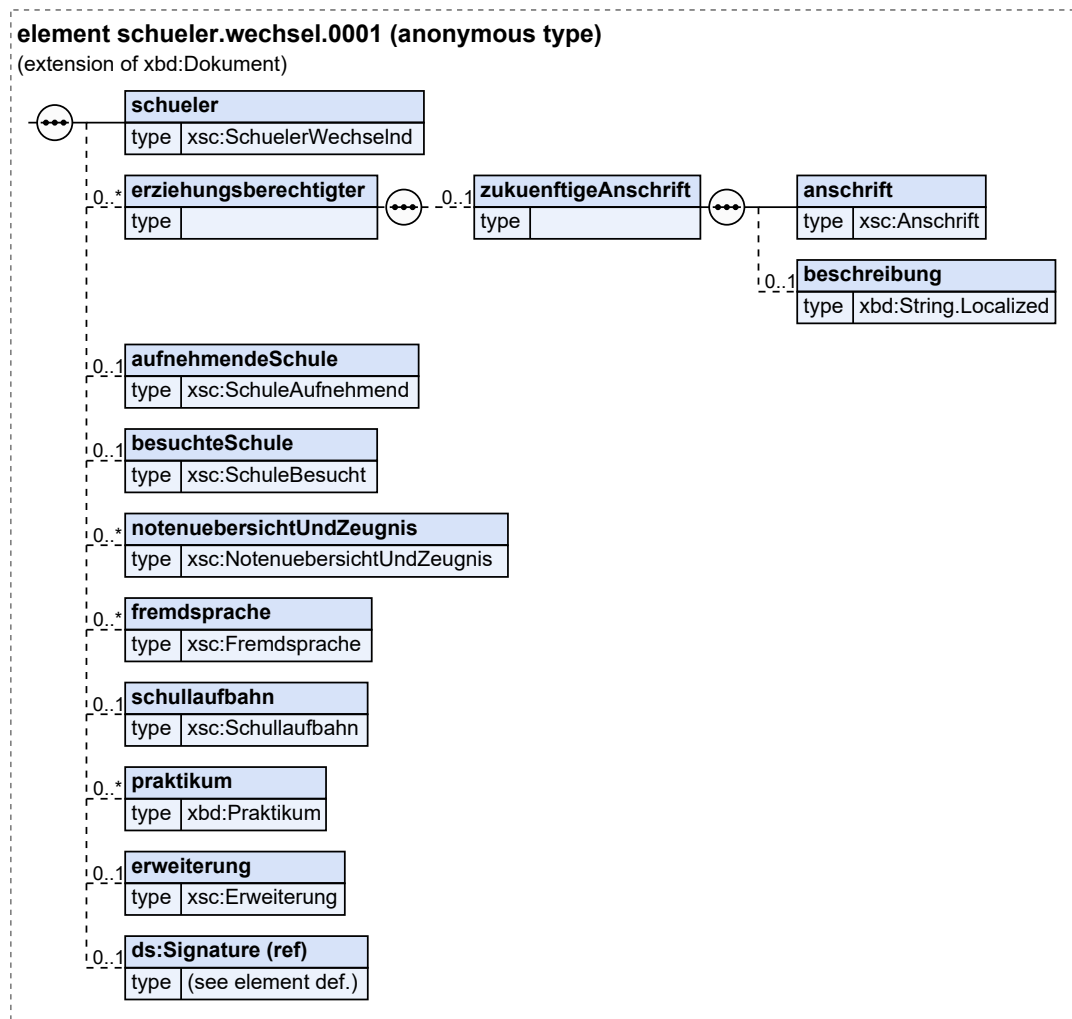 element schueler.wechsel.0001 (anonymous type)
(extension of xbd:Dokument)
schueler
type xsc:SchuelerWechselnd
0..* erziehungsberechtigter 0..1 zukuenftigeAnschrift anschrift
type type type xsc:Anschrift
0..1 beschreibung
type xbd:String.Localized
0..1 aufnehmendeSchule
type xsc:SchuleAufnehmend
0..1 besuchteSchule
type xsc:SchuleBesucht
0..* notenuebersichtUndZeugnis
type xsc:NotenuebersichtUndZeugnis
0..* fremdsprache
type xsc:Fremdsprache
0..1 schullaufbahn
type xsc:Schullaufbahn
0..* praktikum
type xbd:Praktikum
0..1 erweiterung
type xsc:Erweiterung
0..1 ds:Signature (ref)
type (see element def.)